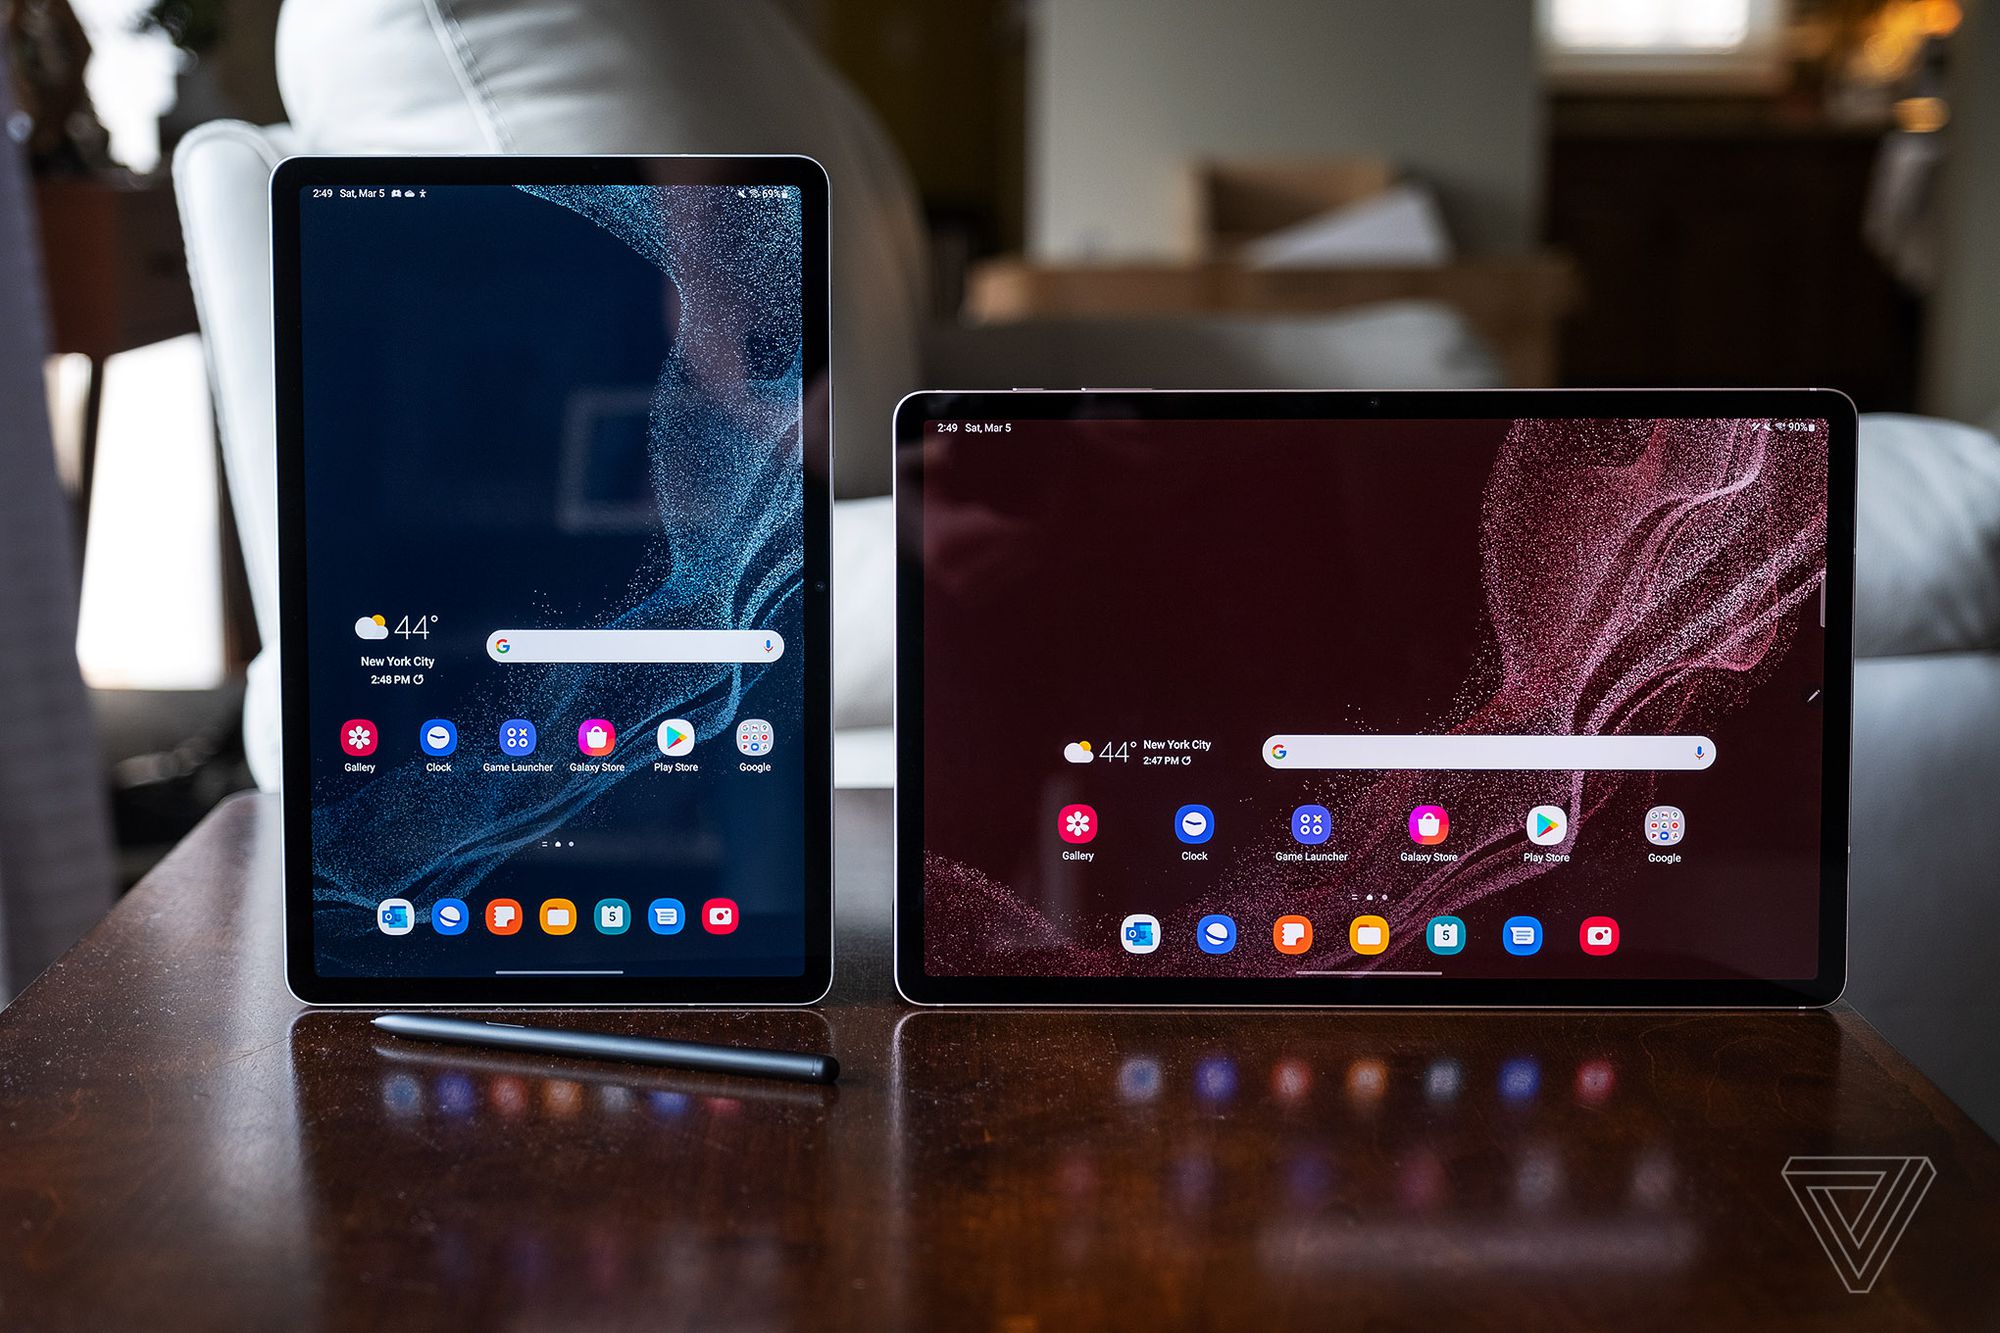 2:49 Sat, Mar 5
69%
44°
New York City
2:48 PM
Gallery
Clock
Game Launcher
Galaxy Store
Play Store
Google
5
2:49 Sat, Mar 5
90%
44°
New York City
2:47 PM
Gallery
Clock
Game Launcher
Galaxy Store
Play Store
Google
5